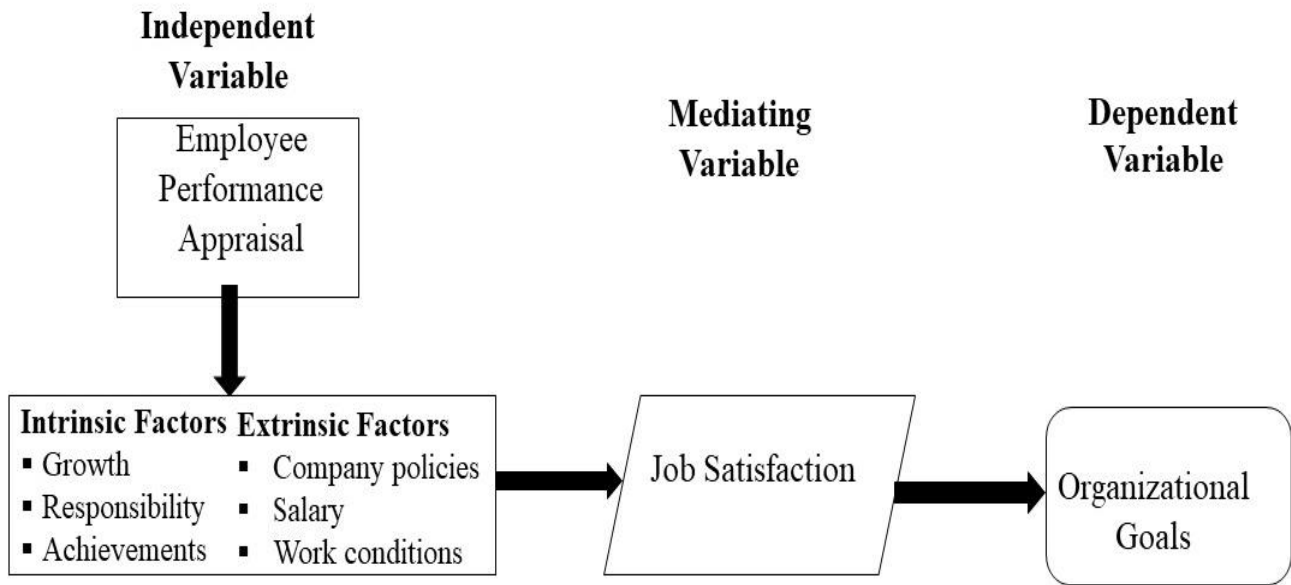 Independent
Variable
Employee
Performance
Appraisal
Mediating
Variable
Dependent
Variable
Intrinsic Factors
▪ Growth
▪ Responsibility
▪ Achievements
Extrinsic Factors
▪ Company policies
▪ Salary
▪ Work conditions
Job Satisfaction
Organizational
Goals